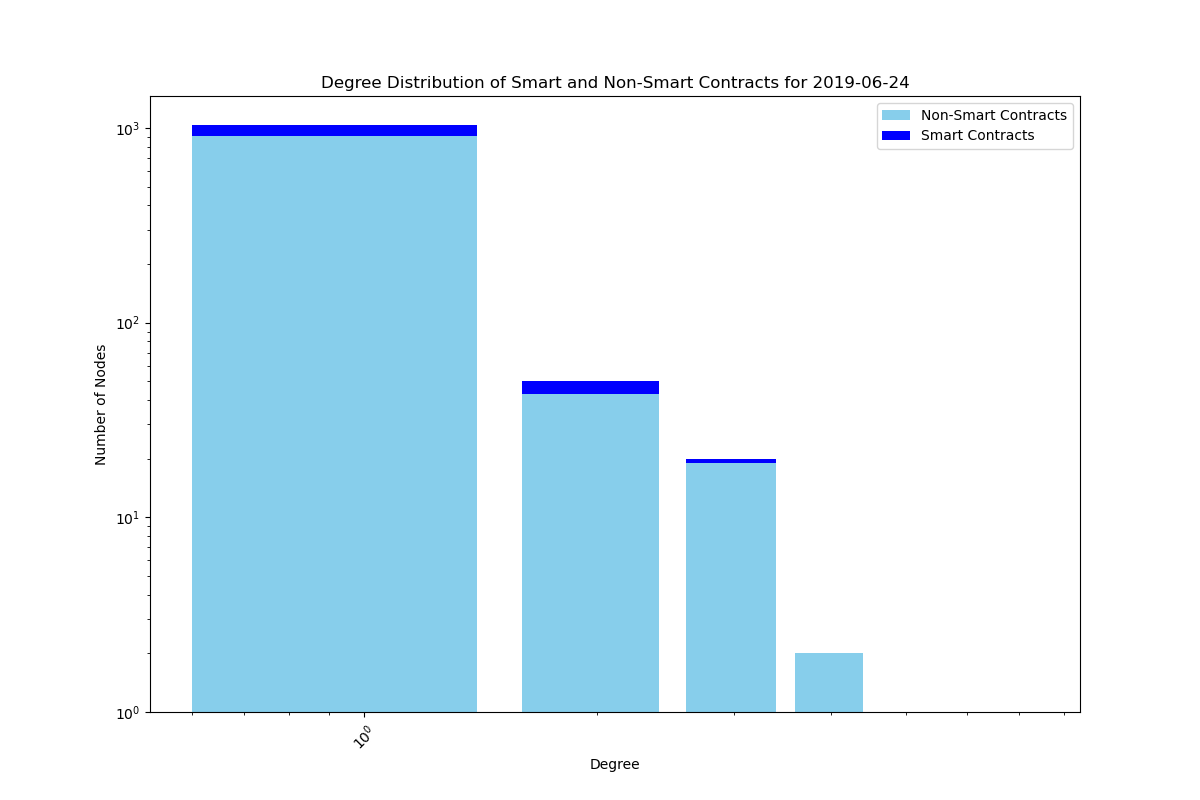 Degree Distribution of Smart and Non-Smart Contracts for 2019-06-24
Non-Smart Contracts
Smart Contracts
Number of Nodes
10³
10²
10¹
10⁰
10⁰
Degree